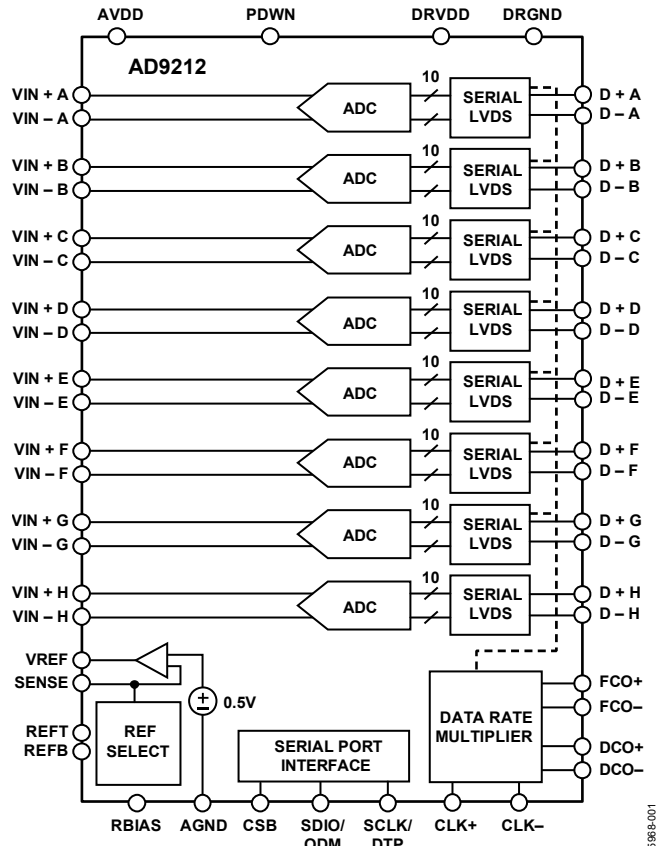 AVDD PDWN DRVDD DRGND
AD9212
VIN + A ADC 10 SERIAL LVDS D + A
VIN – A D – A
VIN + B ADC 10 SERIAL LVDS D + B
VIN – B D – B
VIN + C ADC 10 SERIAL LVDS D + C
VIN – C D – C
VIN + D ADC 10 SERIAL LVDS D + D
VIN – D D – D
VIN + E ADC 10 SERIAL LVDS D + E
VIN – E D – E
VIN + F ADC 10 SERIAL LVDS D + F
VIN – F D – F
VIN + G ADC 10 SERIAL LVDS D + G
VIN – G D – G
VIN + H ADC 10 SERIAL LVDS D + H
VIN – H D – H
VREF
SENSE
REFT
REFB
REF
SELECT
+
–
0.5V
SERIAL PORT
INTERFACE
DATA RATE
MULTIPLIER
FCO+
FCO–
DCO+
DCO–
RBIAS AGND CSB SDIO/ SCLK/ CLK+ CLK–
ODM DTP
5968-001